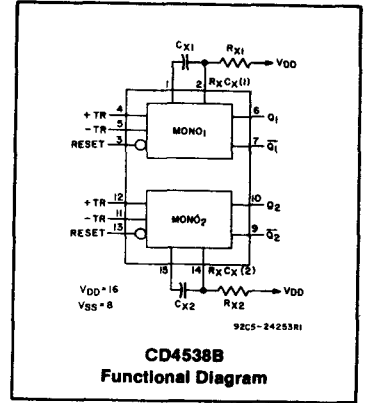 CX1 RX1 VDD
1 2 RXCX(1)
+TR 4 6 Q1
-TR 5 MONO1
RESET 3 7 Q1
+TR 12 10 Q2
-TR 11 MONO2
RESET 13 9 Q2
15 14 RXCX(2)
VDD=16
VSS=8
CX2 RX2 VDD
92CS-24253RI
CD4538B
Functional Diagram